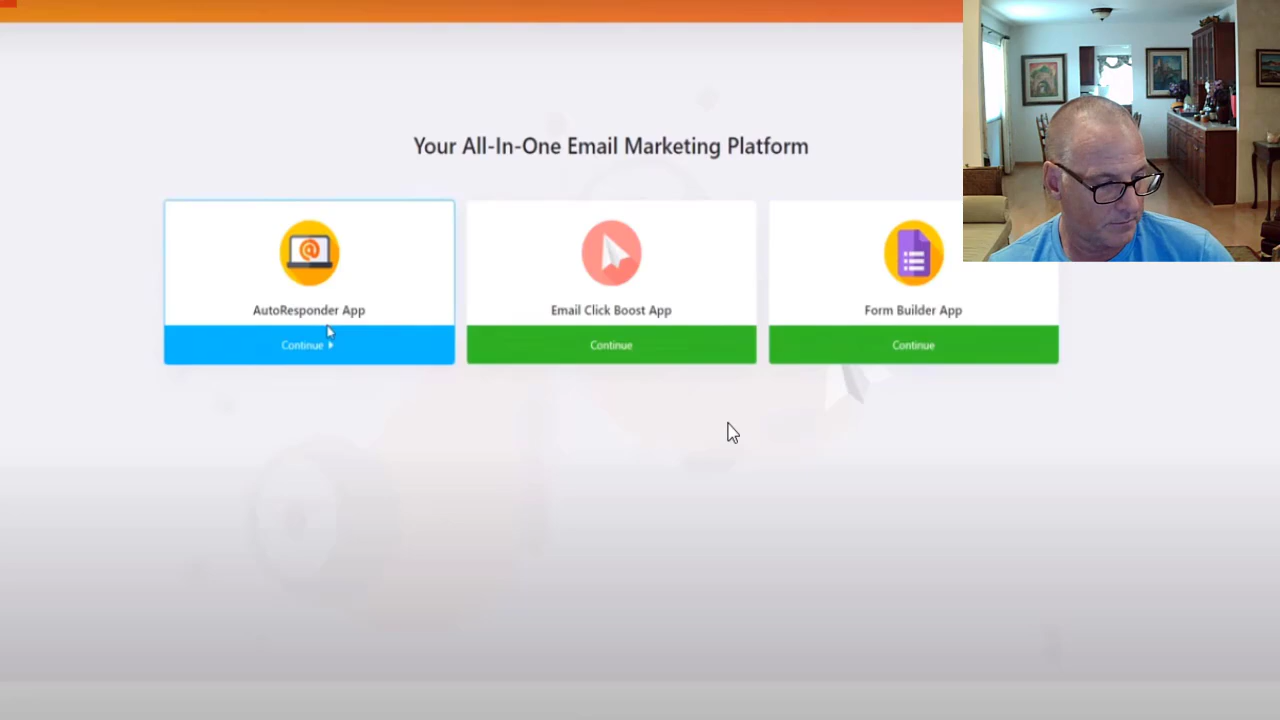 Your All-In-One Email Marketing Platform
AutoResponder App
Email Click Boost App
Form Builder App
Continue
Continue
Continue